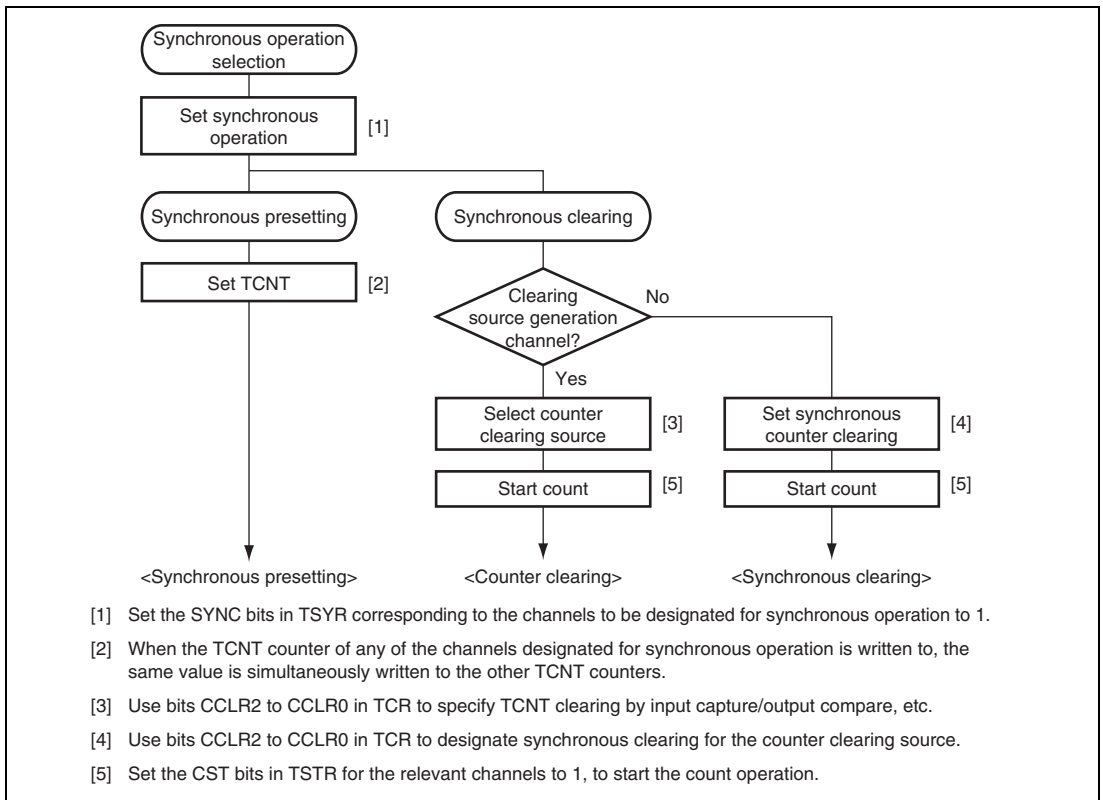 Synchronous operation
selection
Set synchronous
operation
[1]
Synchronous presetting
Synchronous clearing
Set TCNT
[2]
Clearing
source generation
channel?
No
Yes
Select counter
clearing source
[3]
Set synchronous
counter clearing
[4]
Start count
[5]
Start count
[5]
<Synchronous presetting>
<Counter clearing>
<Synchronous clearing>
[1] Set the SYNC bits in TSYR corresponding to the channels to be designated for synchronous operation to 1.
[2] When the TCNT counter of any of the channels designated for synchronous operation is written to, the
same value is simultaneously written to the other TCNT counters.
[3] Use bits CCLR2 to CCLR0 in TCR to specify TCNT clearing by input capture/output compare, etc.
[4] Use bits CCLR2 to CCLR0 in TCR to designate synchronous clearing for the counter clearing source.
[5] Set the CST bits in TSTR for the relevant channels to 1, to start the count operation.